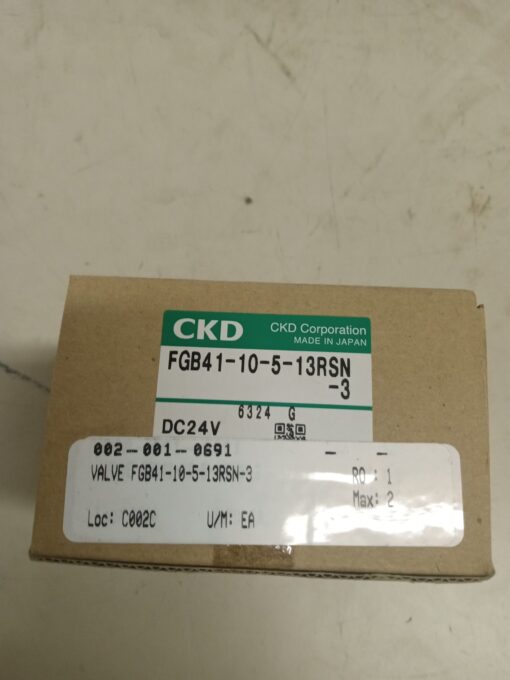 CKD
CKD Corporation
MADE IN JAPAN
FGB41-10-5-13RSN
-3
6324 G
DC24V
002-001-0691 - -
VALVE FGB41-10-5-13RSN-3 RO : 1
Max: 2
Loc: C002C U/M: EA